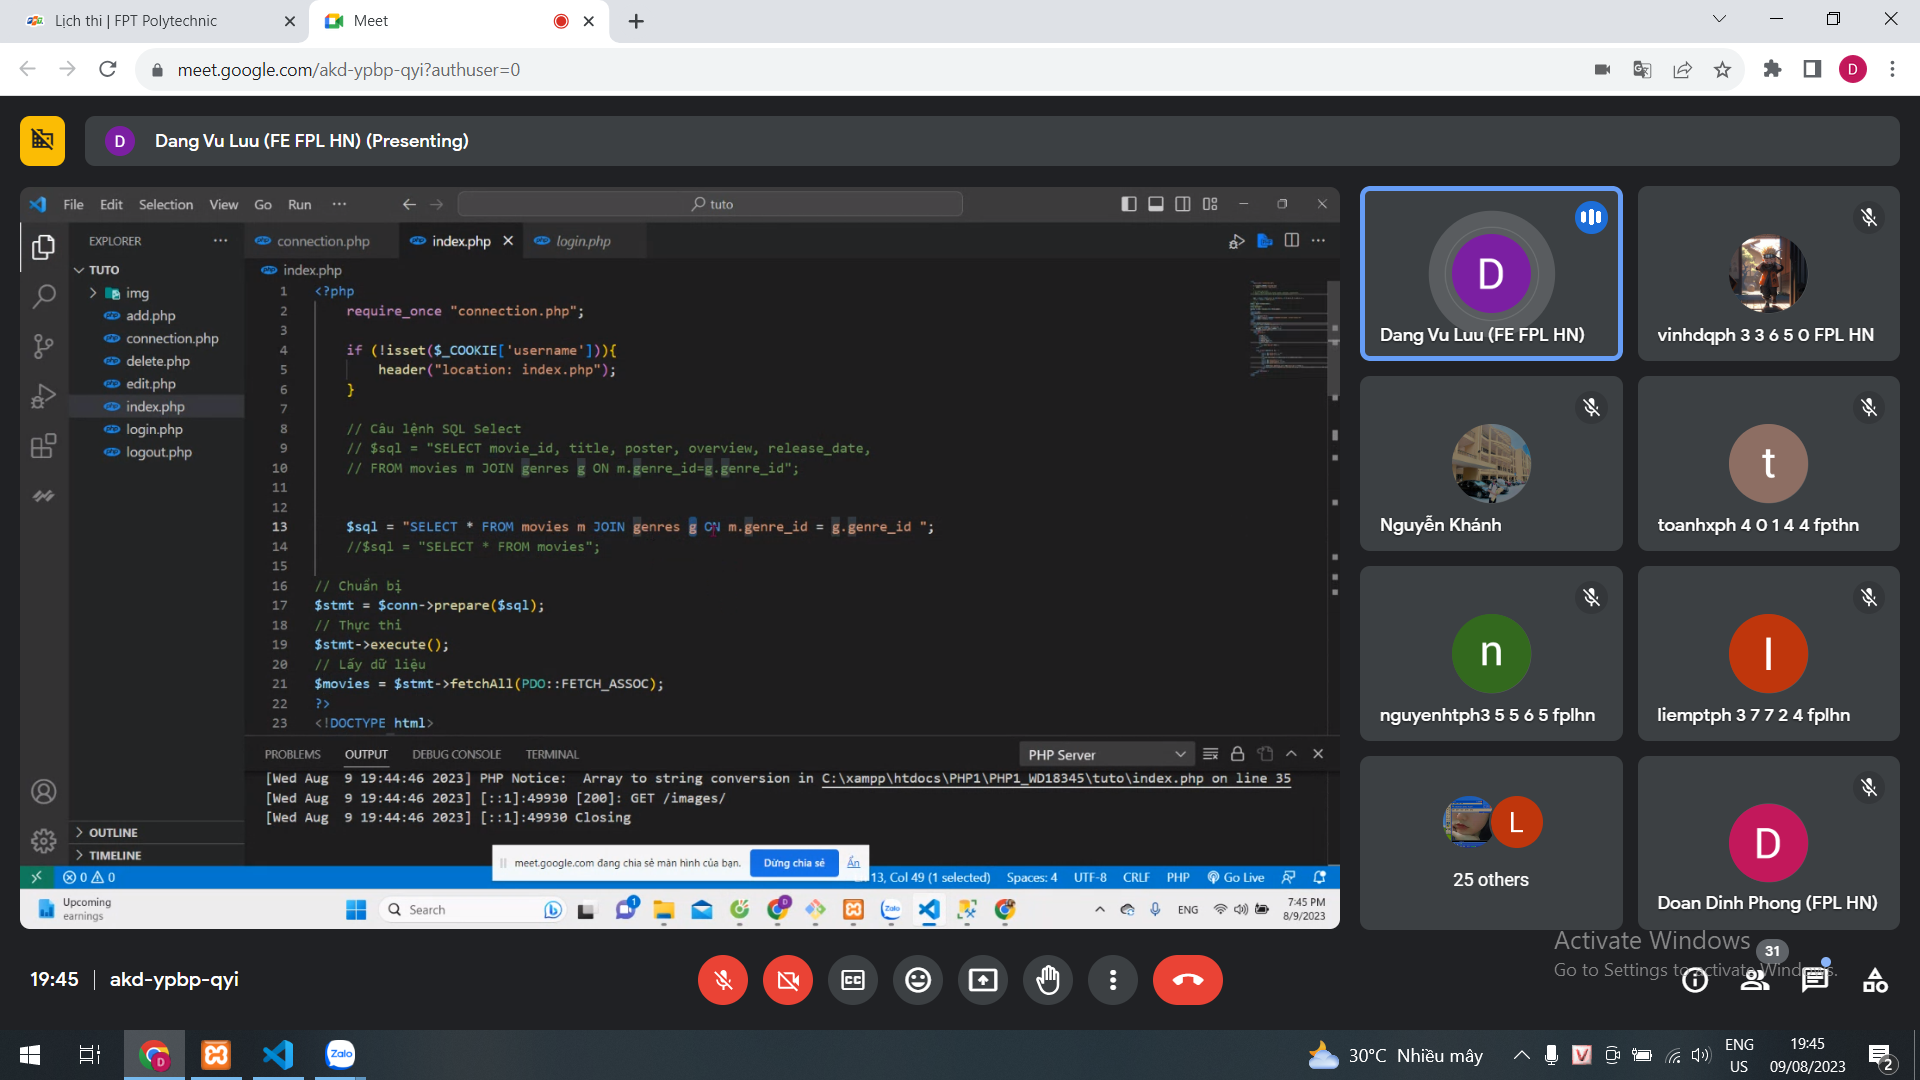 Lịch thi | FPT Polytechnic
Meet
meet.google.com/akd-ypbp-qyi?authuser=0
D
D
Dang Vu Luu (FE FPL HN) (Presenting)
File Edit Selection View Go Run ···
tuto
EXPLORER ···
connection.php
index.php
login.php
TUTO
img
add.php
connection.php
delete.php
edit.php
index.php
login.php
logout.php
index.php
1 <?php
2 require_once "connection.php";
3
4 if (!isset($_COOKIE['username'])){
5 header("location: index.php");
6 }
7
8 // Câu lệnh SQL Select
9 // $sql = "SELECT movie_id, title, poster, overview, release_date,
10 // FROM movies m JOIN genres g ON m.genre_id=g.genre_id";
11
12
13 $sql = "SELECT * FROM movies m JOIN genres g ON m.genre_id = g.genre_id ";
14 //$sql = "SELECT * FROM movies";
15
16 // Chuẩn bị
17 $stmt = $conn->prepare($sql);
18 // Thực thi
19 $stmt->execute();
20 // Lấy dữ liệu
21 $movies = $stmt->fetchAll(PDO::FETCH_ASSOC);
22 ?>
23 <!DOCTYPE html>
PROBLEMS OUTPUT DEBUG CONSOLE TERMINAL
PHP Server
[Wed Aug 9 19:44:46 2023] PHP Notice: Array to string conversion in C:\xampp\htdocs\PHP1\PHP1_WD18345\tuto\index.php on line 35
[Wed Aug 9 19:44:46 2023] [::1]:49930 [200]: GET /images/
[Wed Aug 9 19:44:46 2023] [::1]:49930 Closing
OUTLINE
TIMELINE
meet.google.com đang chia sẻ màn hình của bạn.
Dừng chia sẻ
Ẩn
0 0
13, Col 49 (1 selected) Spaces: 4 UTF-8 CRLF PHP Go Live
Upcoming
earnings
Search
1
D
Zalo
ENG
7:45 PM
8/9/2023
D
Dang Vu Luu (FE FPL HN)
vinhdqph 3 3 6 5 0 FPL HN
Nguyễn Khánh
t
toanhxph 4 0 1 4 4 fpthn
n
nguyenhtph3 5 5 6 5 fplhn
l
liemptph 3 7 7 2 4 fplhn
L
25 others
D
Doan Dinh Phong (FPL HN)
Activate Windows
Go to Settings to activate Windows.
31
19:45 | akd-ypbp-qyi
D
Zalo
30°C Nhiều mây
V
ENG
US
19:45
09/08/2023
2